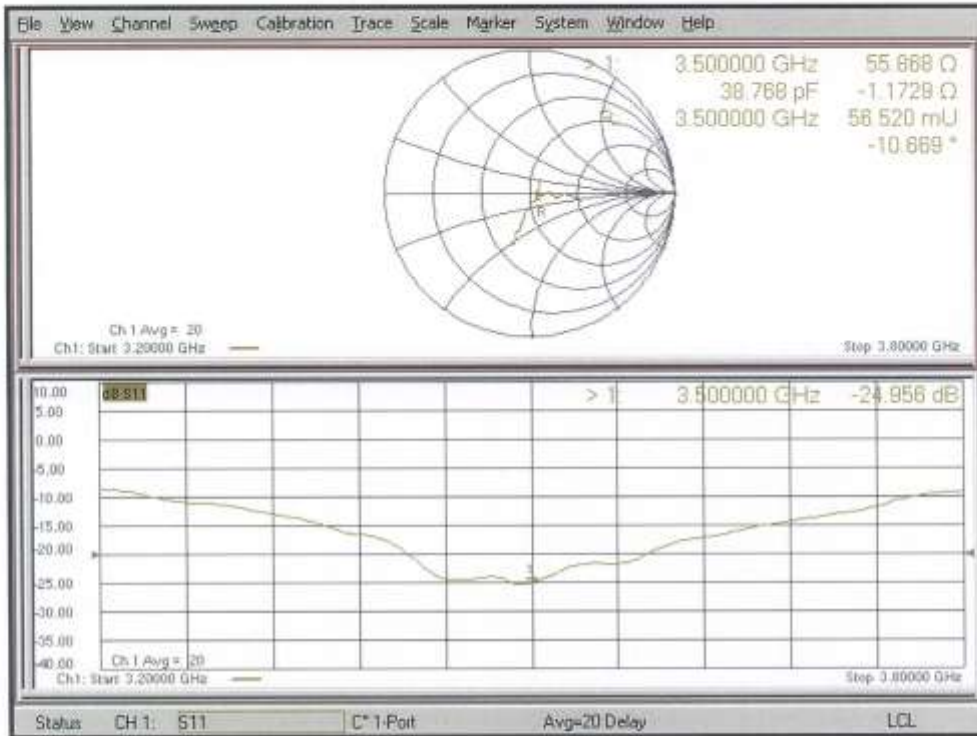 File View Channel Sweep Calibration Trace Scale Marker System Window Help
> 1: 3.500000 GHz 55.868 Ω
38.768 pF -1.1729 Ω
3.500000 GHz 56.520 mU
-10.669 °
Ch 1 Avg = 20
Ch1: Start 3.20000 GHz
Stop 3.80000 GHz
10.00
dB S11
> 1: 3.500000 GHz -24.956 dB
5.00
0.00
-5.00
-10.00
-15.00
-20.00
-25.00
-30.00
-35.00
-40.00
Ch 1 Avg = 20
Ch1: Start 3.20000 GHz
Stop 3.80000 GHz
Status CH 1: S11 C* 1-Port Avg=20 Delay LCL